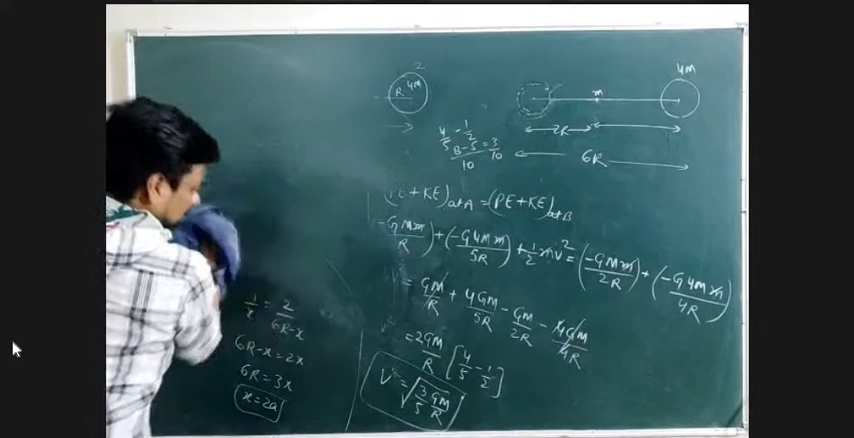 2
R 4M
4M
m
2R
6R
4/5 - 1/2
8-5/10 = 3/10
PE + KE)at A = (PE + KE)at B
-GMm/R) + (-G4Mm/5R) + 1/2 mv² = (-GMm/2R) + (-G4Mm/4R)
= GM/R + 4GM/5R - GM/2R - 4GM/4R
= 2GM/R [4/5 - 1/2]
V = √3/5 GM/R
1/x = 2/6R-x
6R-x = 2x
6R = 3x
x = 2a